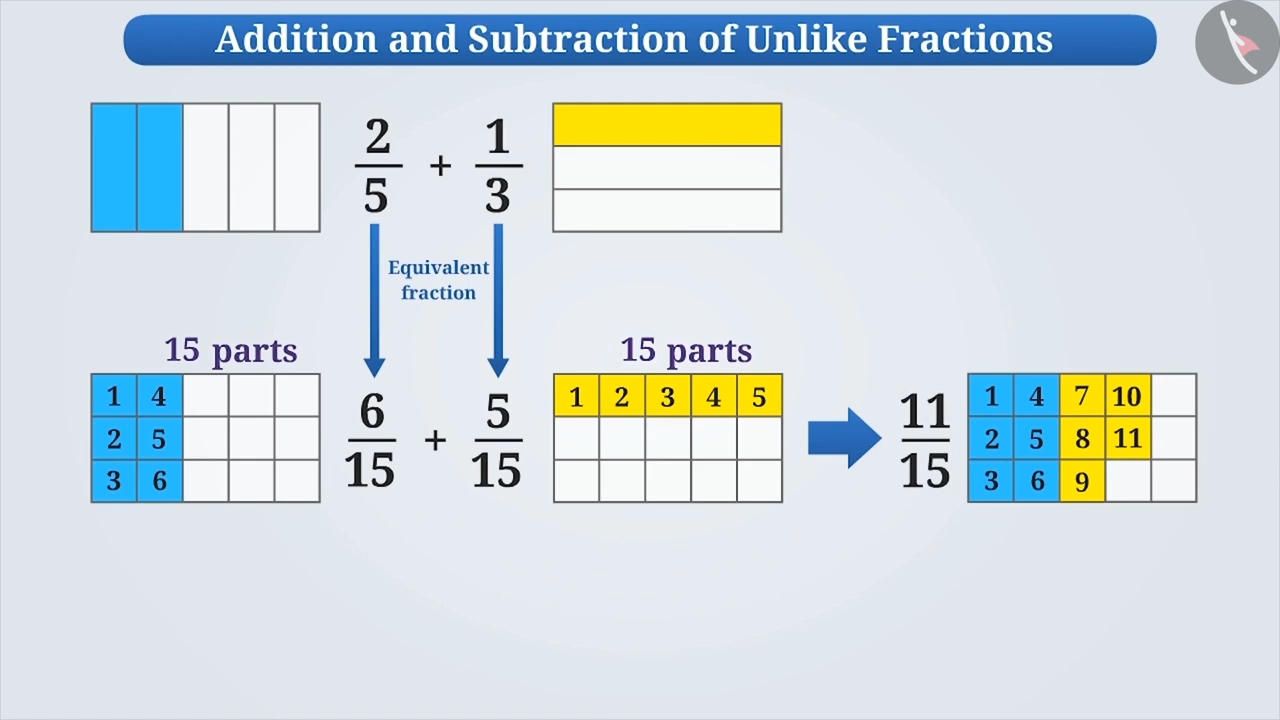 Addition and Subtraction of Unlike Fractions
2/5 + 1/3
Equivalent
fraction
15 parts
15 parts
1 4
2 5
3 6
6/15 + 5/15
1 2 3 4 5
11/15
1 4 7 10
2 5 8 11
3 6 9